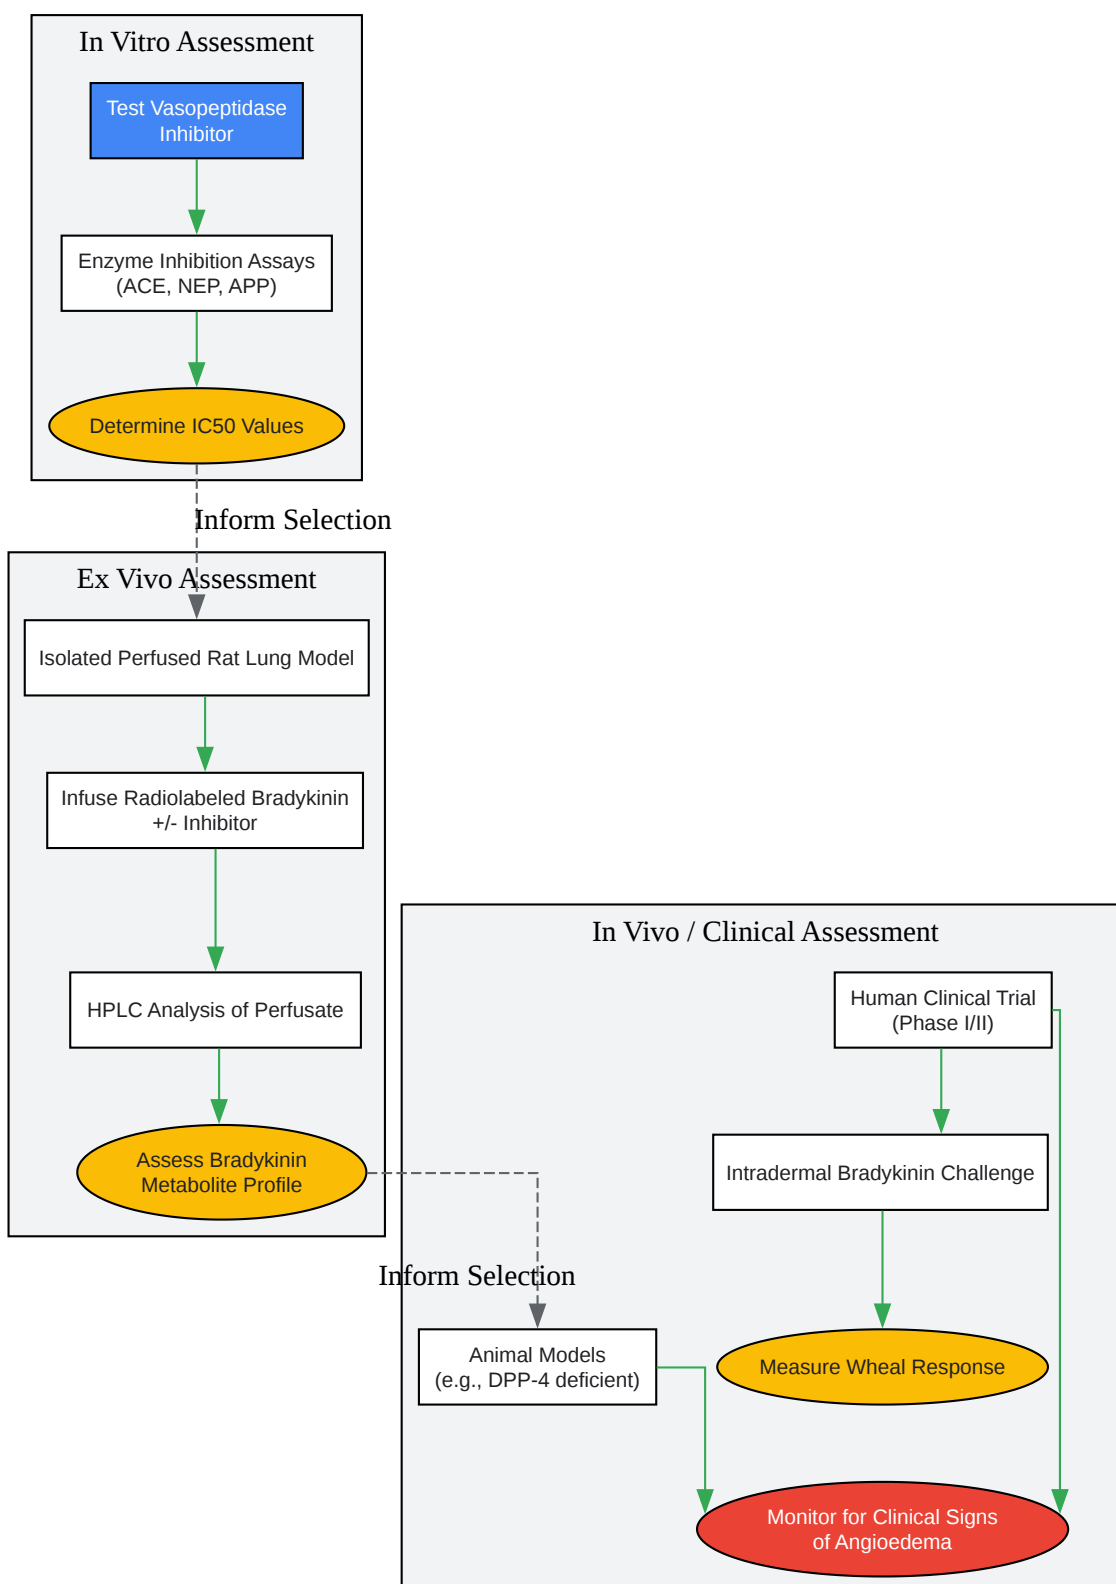 In Vitro Assessment
Test Vasopeptidase
Inhibitor
Enzyme Inhibition Assays
(ACE, NEP, APP)
Determine IC50 Values
Inform Selection
Ex Vivo Assessment
Isolated Perfused Rat Lung Model
Infuse Radiolabeled Bradykinin
+/- Inhibitor
HPLC Analysis of Perfusate
Assess Bradykinin
Metabolite Profile
Inform Selection
In Vivo / Clinical Assessment
Human Clinical Trial
(Phase I/II)
Intradermal Bradykinin Challenge
Animal Models
(e.g., DPP-4 deficient)
Measure Wheal Response
Monitor for Clinical Signs
of Angioedema